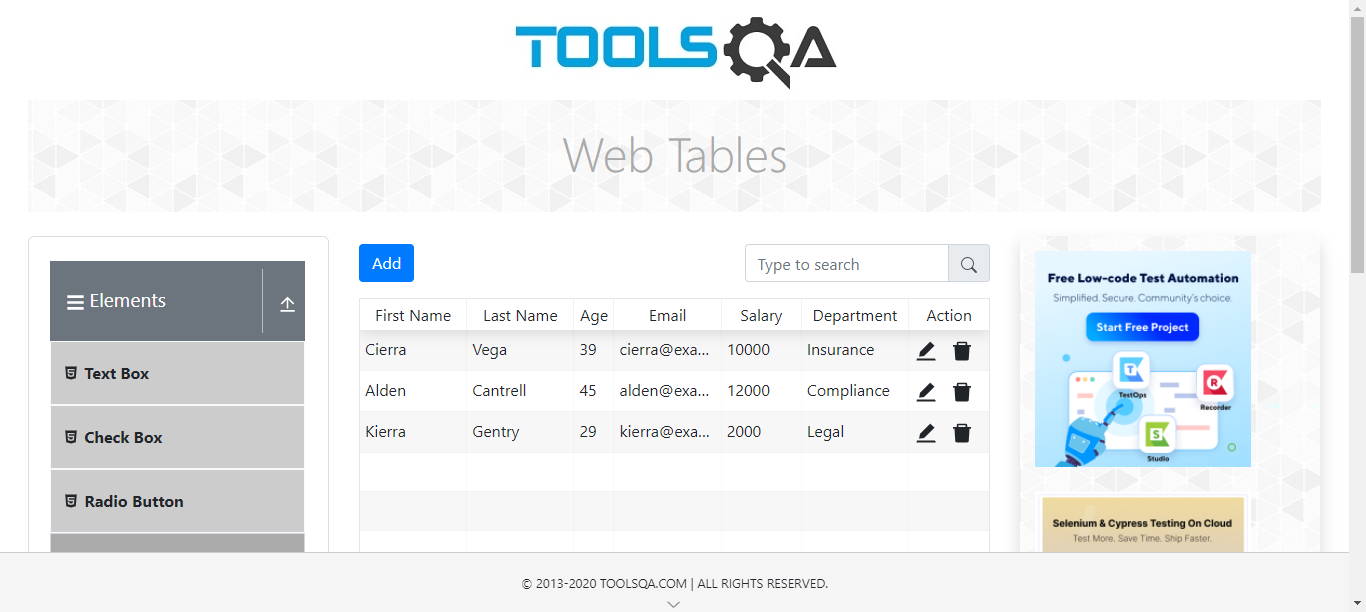 TOOLSQA
Web Tables
Elements
Text Box
Check Box
Radio Button
Add
Type to search
First Name Last Name Age Email Salary Department Action
Cierra Vega 39 cierra@exa... 10000 Insurance
Alden Cantrell 45 alden@exa... 12000 Compliance
Kierra Gentry 29 kierra@exa... 2000 Legal
Free Low-code Test Automation
Simplified. Secure. Community's choice.
Start Free Project
TestOps
Recorder
Studio
Selenium & Cypress Testing On Cloud
Test More. Save Time. Ship Faster.
© 2013-2020 TOOLSQA.COM | ALL RIGHTS RESERVED.